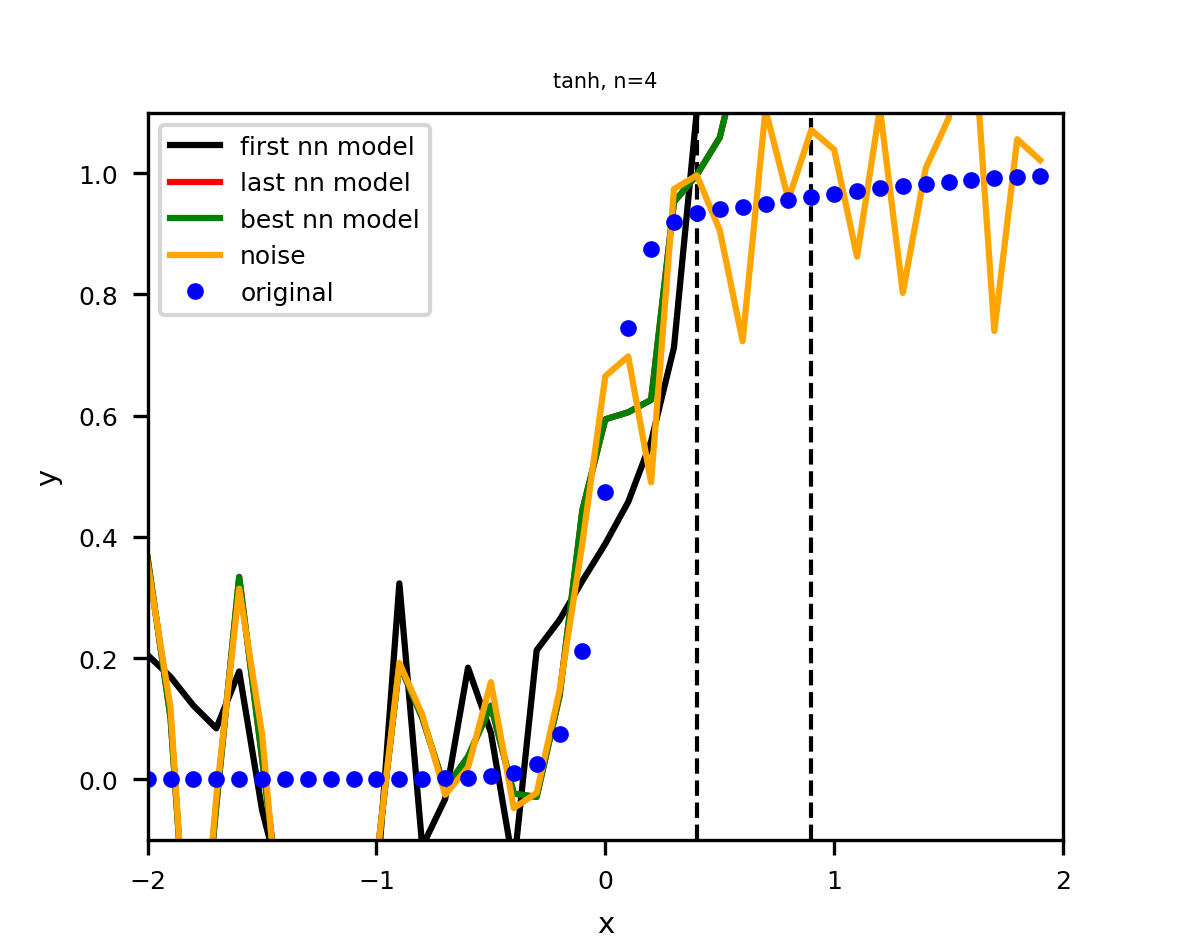 tanh, n=4
first nn model
last nn model
best nn model
noise
original
y
1.0
0.8
0.6
0.4
0.2
0.0
−2
−1
0
1
2
x